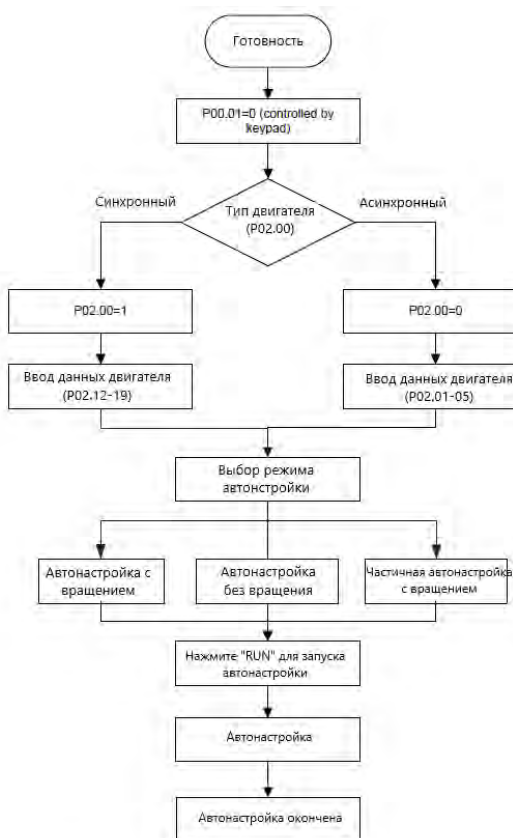 Готовность
P00.01=0 (controlled by
keypad)
Синхронный
Асинхронный
Тип двигателя
(P02.00)
P02.00=1
P02.00=0
Ввод данных двигателя
(P02.12-19)
Ввод данных двигателя
(P02.01-05)
Выбор режима
автонстройки
Автонастройка с
вращением
Автонастройка
без вращения
Частичная автонастройка
с вращением
Нажмите "RUN" для запуска
автонастройки
Автонастройка
Автонастройка окончена